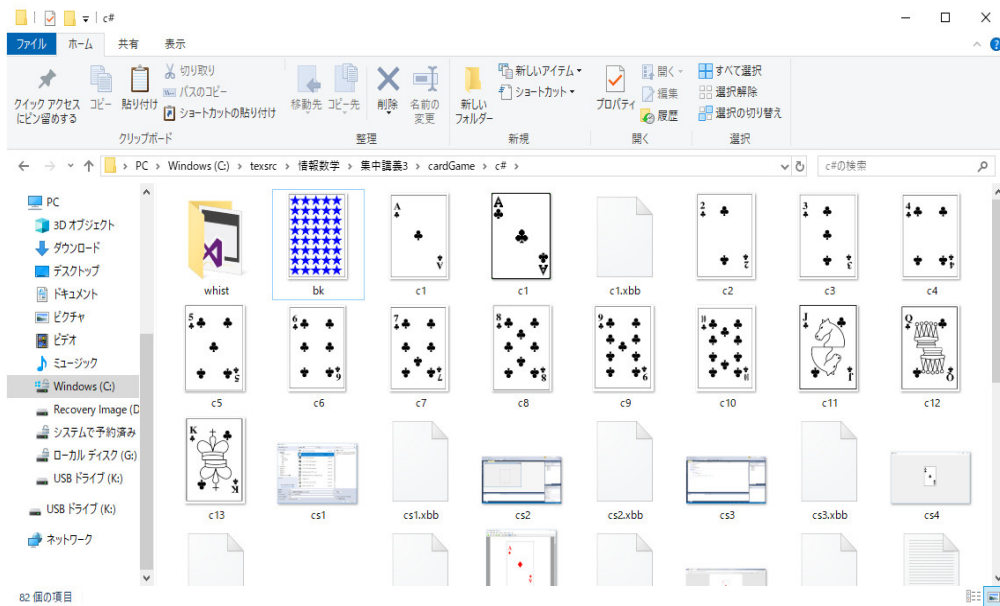 c#
ファイル ホーム 共有 表示
クイック アクセス
にピン留めする
コピー
貼り付け
切り取り
パスのコピー
ショートカットの貼り付け
クリップボード
移動先
コピー先
削除
名前の
変更
整理
新しい
フォルダー
新しいアイテム
ショートカット
新規
プロパティ
開く
編集
履歴
開く
すべて選択
選択解除
選択の切り替え
選択
PC › Windows (C:) › texsrc › 情報数学 › 集中講義3 › cardGame › c# ›
c#の検索
PC
3D オブジェクト
ダウンロード
デスクトップ
ドキュメント
ピクチャ
ビデオ
ミュージック
Windows (C:)
Recovery Image (D
システムで予約済み
ローカル ディスク (G:)
USB ドライブ (K:)
USB ドライブ (K:)
ネットワーク
whist bk c1 c1 c1.xbb c2 c3 c4
c5 c6 c7 c8 c9 c10 c11 c12
c13 cs1 cs1.xbb cs2 cs2.xbb cs3 cs3.xbb cs4
82 個の項目